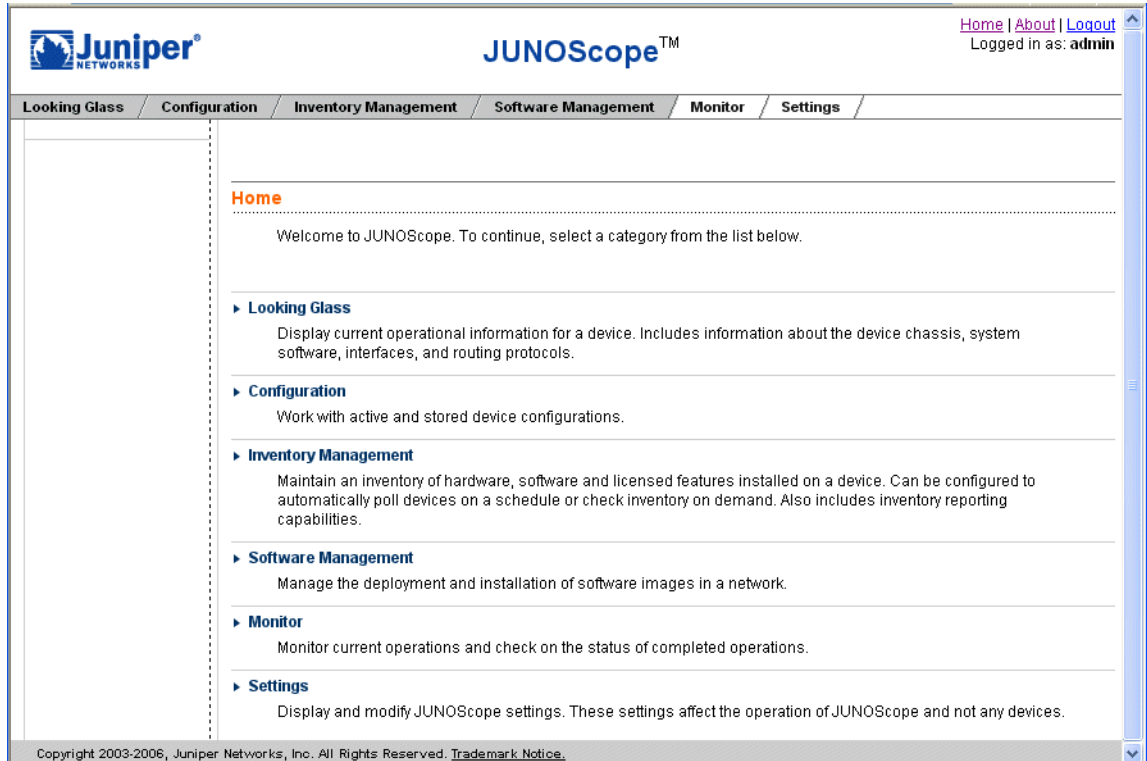 Juniper®
NETWORKS
JUNOScope™
Home | About | Logout
Logged in as: admin
Looking Glass / Configuration / Inventory Management / Software Management / Monitor / Settings /
Home
Welcome to JUNOScope. To continue, select a category from the list below.
Looking Glass
Display current operational information for a device. Includes information about the device chassis, system
software, interfaces, and routing protocols.
Configuration
Work with active and stored device configurations.
Inventory Management
Maintain an inventory of hardware, software and licensed features installed on a device. Can be configured to
automatically poll devices on a schedule or check inventory on demand. Also includes inventory reporting
capabilities.
Software Management
Manage the deployment and installation of software images in a network.
Monitor
Monitor current operations and check on the status of completed operations.
Settings
Display and modify JUNOScope settings. These settings affect the operation of JUNOScope and not any devices.
Copyright 2003-2006, Juniper Networks, Inc. All Rights Reserved. Trademark Notice.